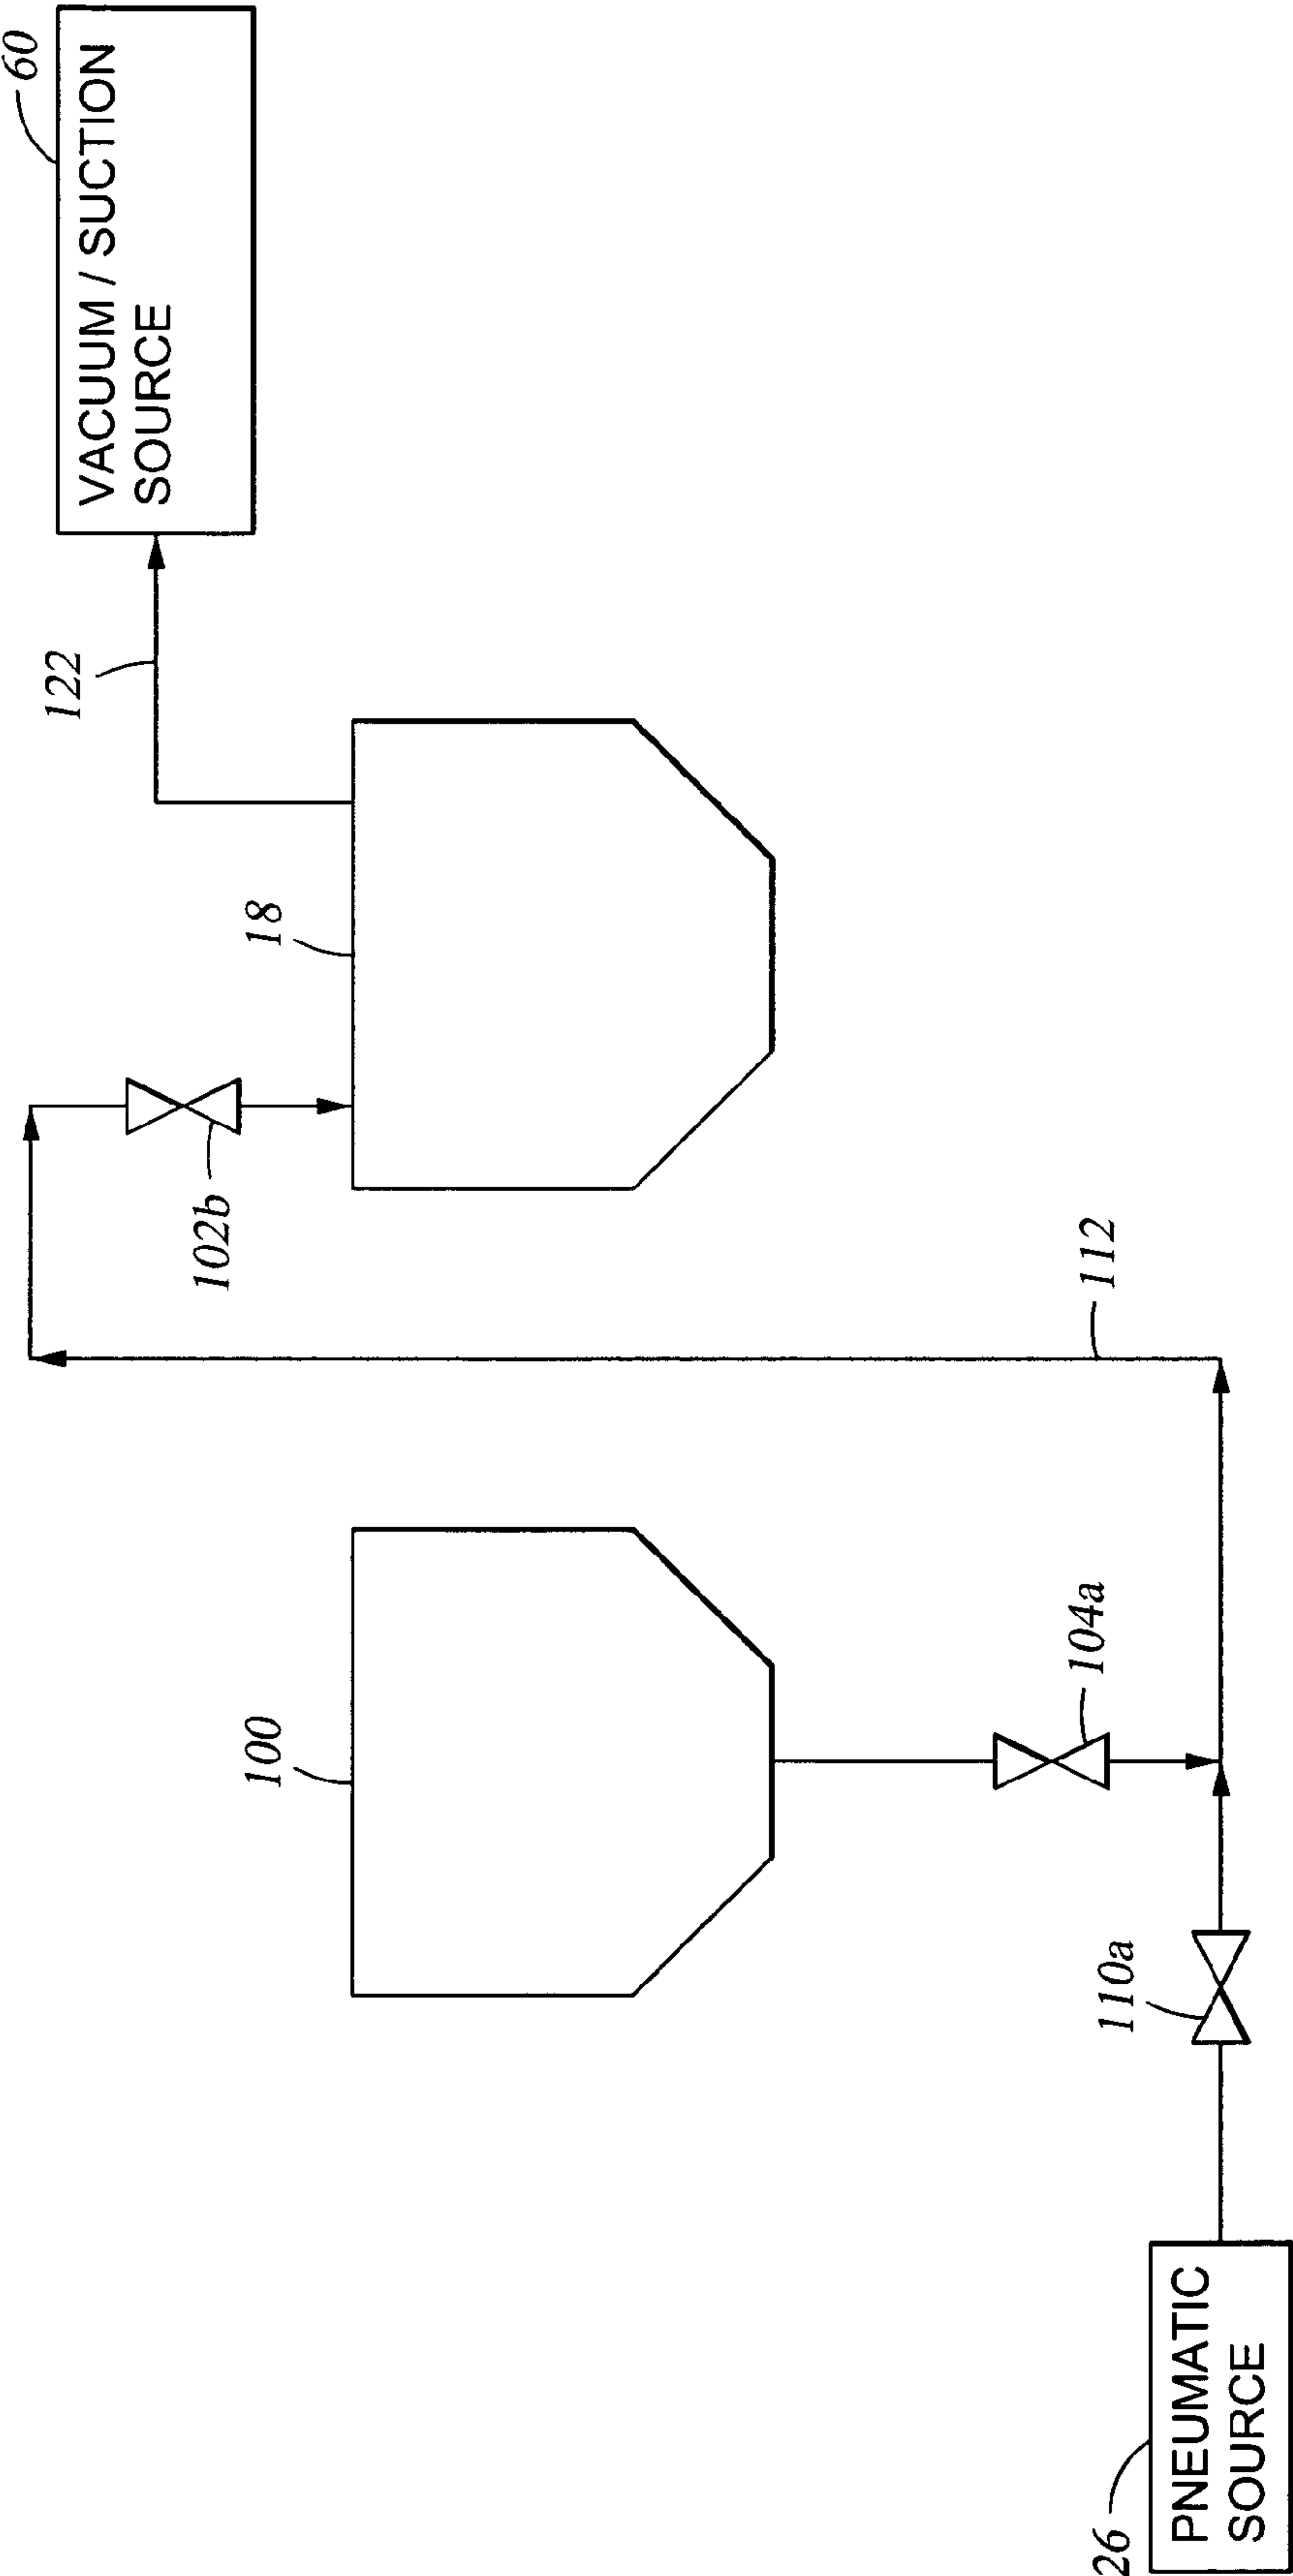 60
VACUUM / SUCTION
SOURCE
122
18
102b
112
100
104a
110a
26
PNEUMATIC
SOURCE